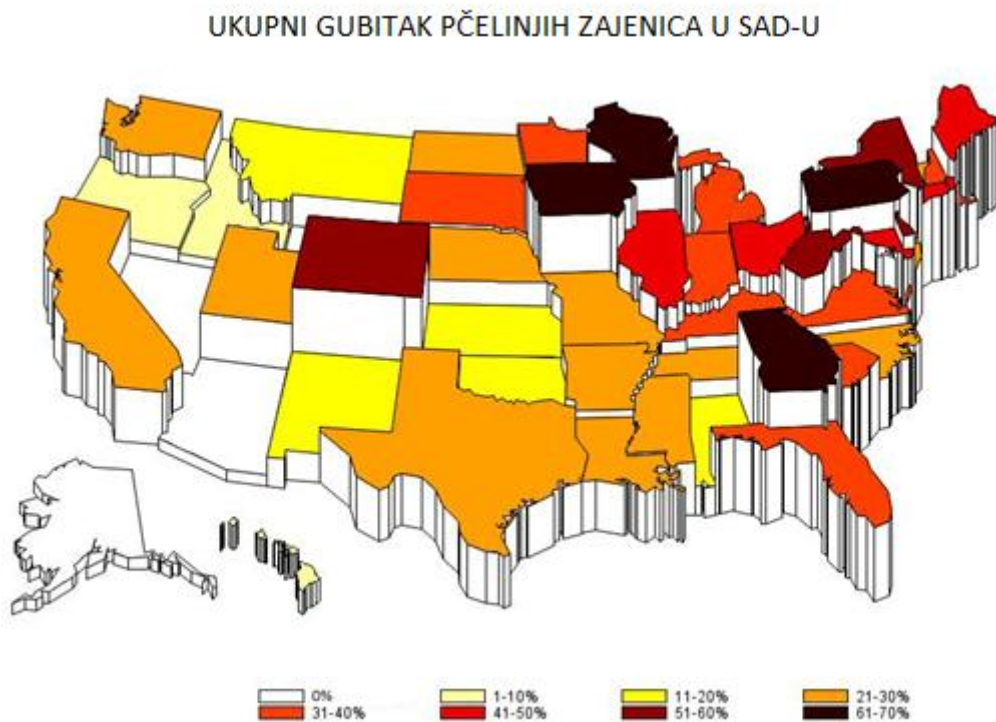 UKUPNI GUBITAK PČELINJIH ZAJENICA U SAD-U
0% 1-10% 11-20% 21-30%
31-40% 41-50% 51-60% 61-70%